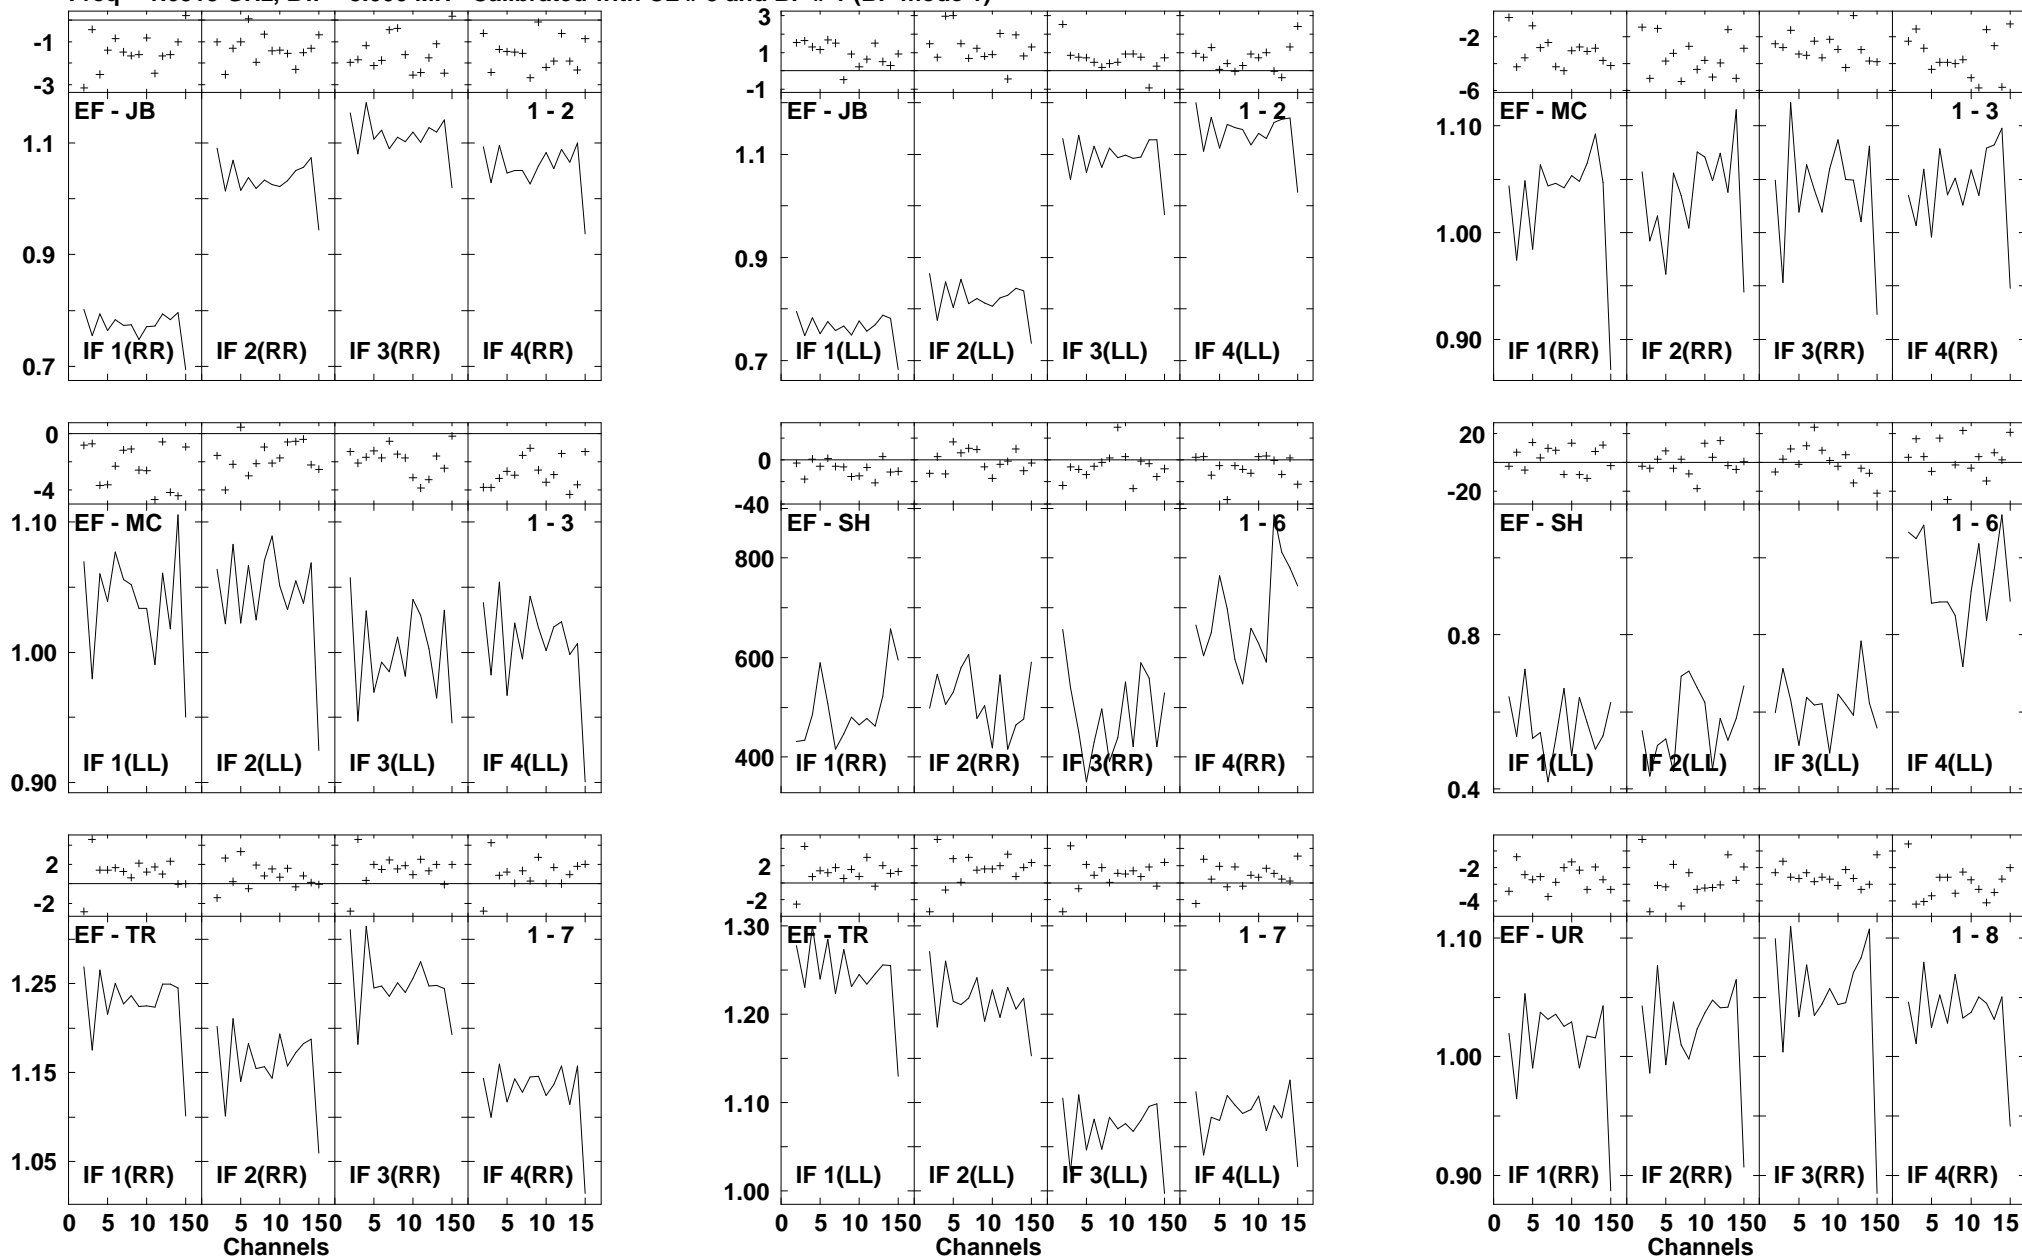 -1
-3
EF - JB
1 - 2
1.1
0.9
0.7
IF 1(RR) IF 2(RR) IF 3(RR) IF 4(RR)
3
1
-1
EF - JB
1 - 2
1.1
0.9
0.7
IF 1(LL) IF 2(LL) IF 3(LL) IF 4(LL)
-2
-6
EF - MC
1 - 3
1.10
1.00
0.90
IF 1(RR) IF 2(RR) IF 3(RR) IF 4(RR)
0
-4
EF - MC
1 - 3
1.10
1.00
0.90
IF 1(LL) IF 2(LL) IF 3(LL) IF 4(LL)
0
-40
EF - SH
1 - 6
800
600
400
IF 1(RR) IF 2(RR) IF 3(RR) IF 4(RR)
20
-20
EF - SH
1 - 6
0.8
0.4
IF 1(LL) IF 2(LL) IF 3(LL) IF 4(LL)
2
-2
EF - TR
1 - 7
1.25
1.15
1.05
IF 1(RR) IF 2(RR) IF 3(RR) IF 4(RR)
0 5 10 150 5 10 150 5 10 150 5 10 15
Channels
2
-2
EF - TR
1 - 7
1.30
1.20
1.10
1.00
IF 1(LL) IF 2(LL) IF 3(LL) IF 4(LL)
0 5 10 150 5 10 150 5 10 150 5 10 15
Channels
-2
-4
EF - UR
1 - 8
1.10
1.00
0.90
IF 1(RR) IF 2(RR) IF 3(RR) IF 4(RR)
0 5 10 150 5 10 150 5 10 150 5 10 15
Channels